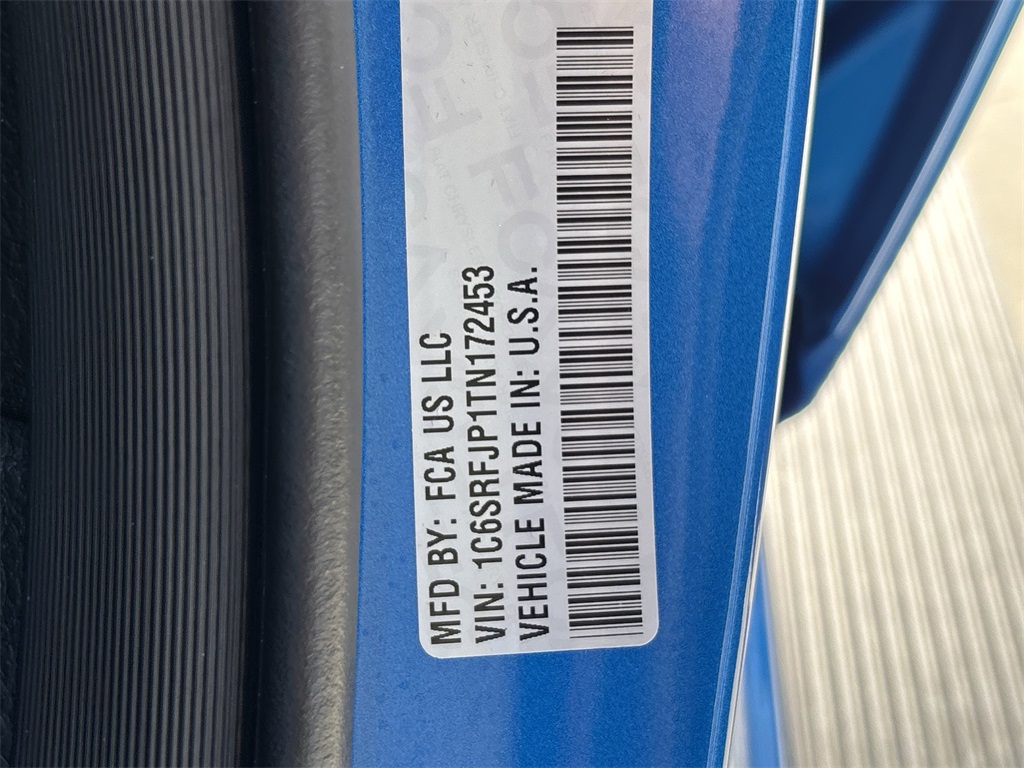 MFD BY: FCA US LLC
VIN: 1C6SRFJP1TN172453
VEHICLE MADE IN: U.S.A.